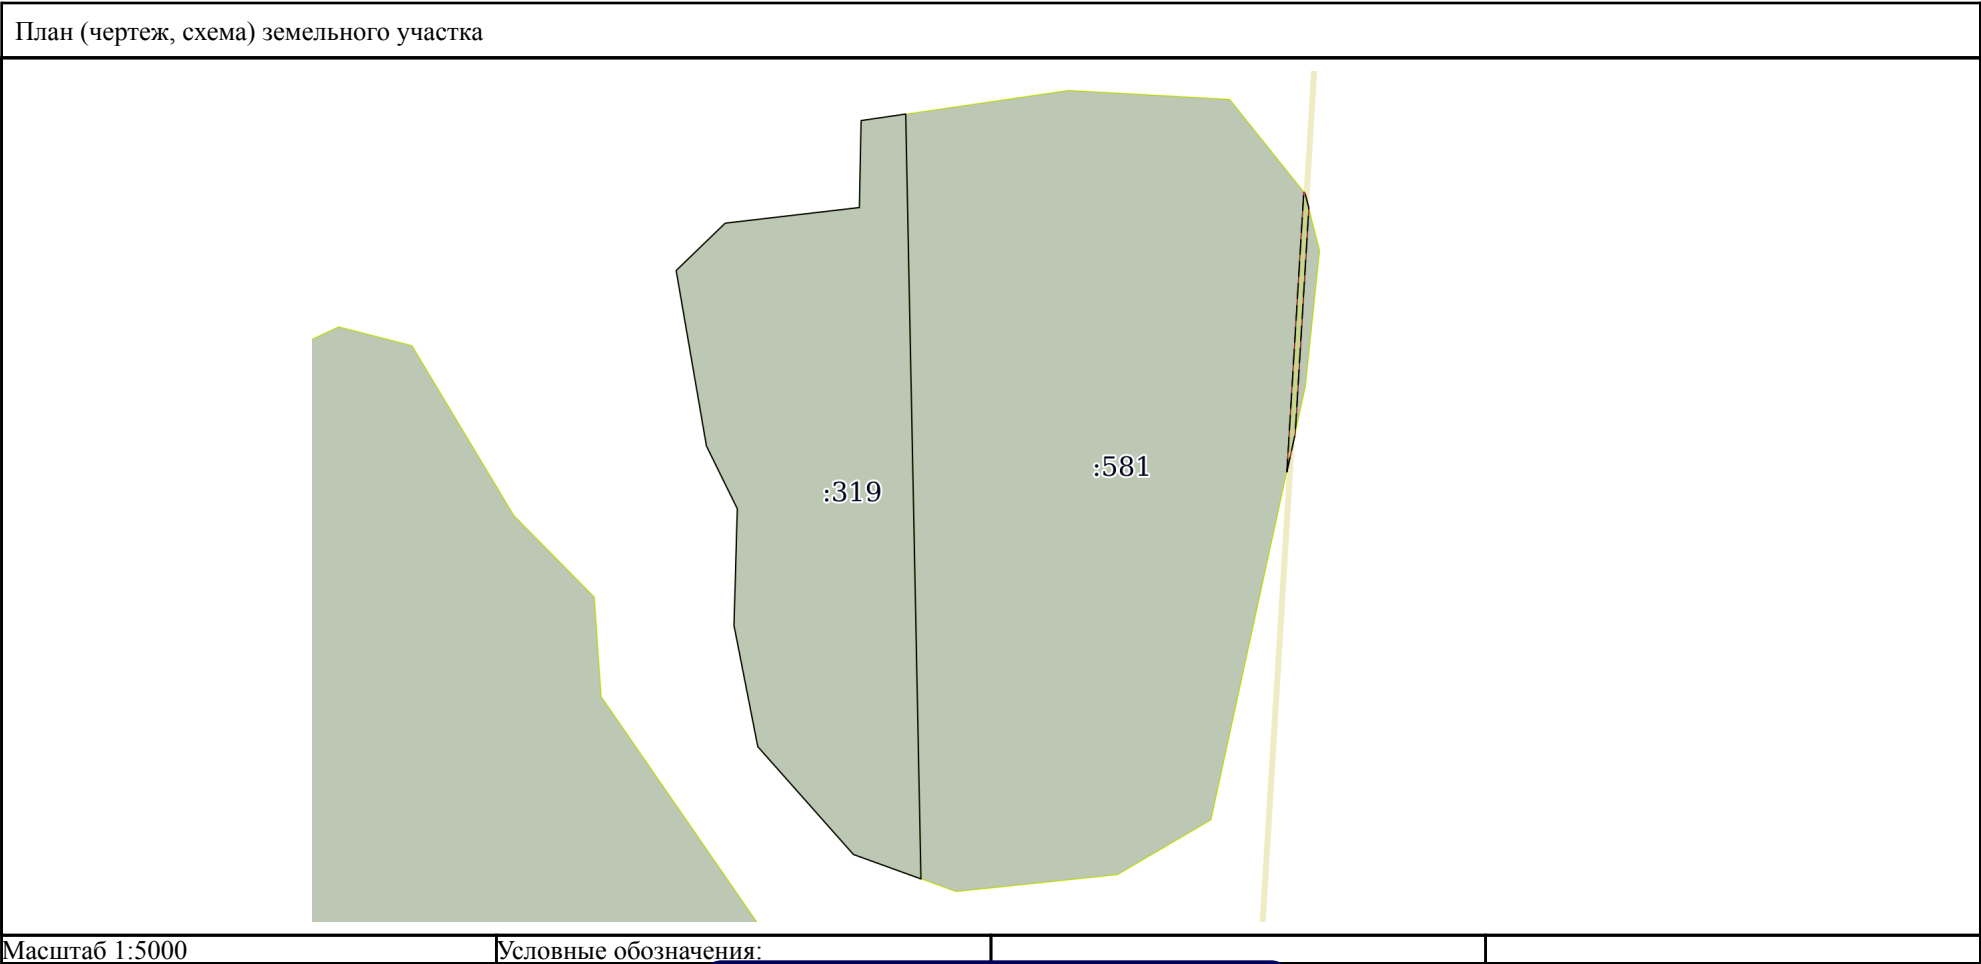 План (чертеж, схема) земельного участка
:581
:319
Масштаб 1:5000
Условные обозначения: